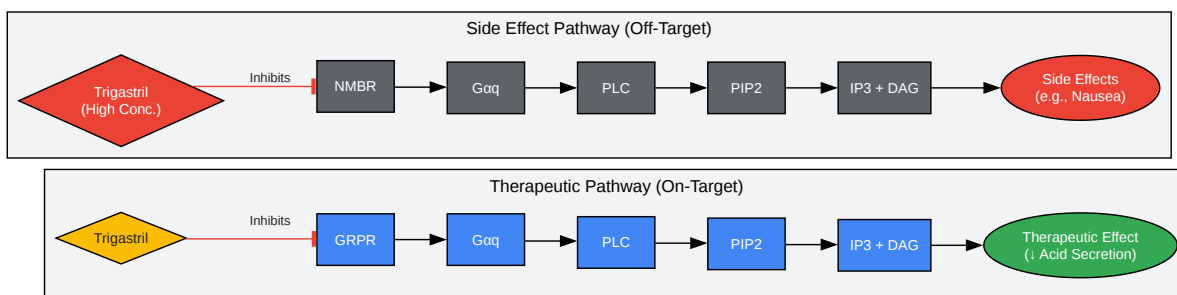 Side Effect Pathway (Off-Target)
Trigastril
(High Conc.)
Inhibits
NMBR
Gαq
PLC
PIP2
IP3 + DAG
Side Effects
(e.g., Nausea)
Therapeutic Pathway (On-Target)
Trigastril
Inhibits
GRPR
Gαq
PLC
PIP2
IP3 + DAG
Therapeutic Effect
(↓ Acid Secretion)